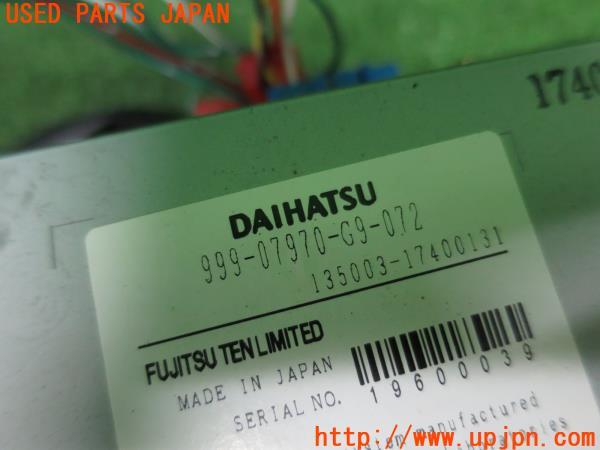 USED PARTS JAPAN
1740
DAIHATSU
999-07970-G9-072
135003-17400131
FUJITSU TEN LIMITED
MADE IN JAPAN
SERIAL NO.
19600039
manufactured
http://www.upjpn.com/